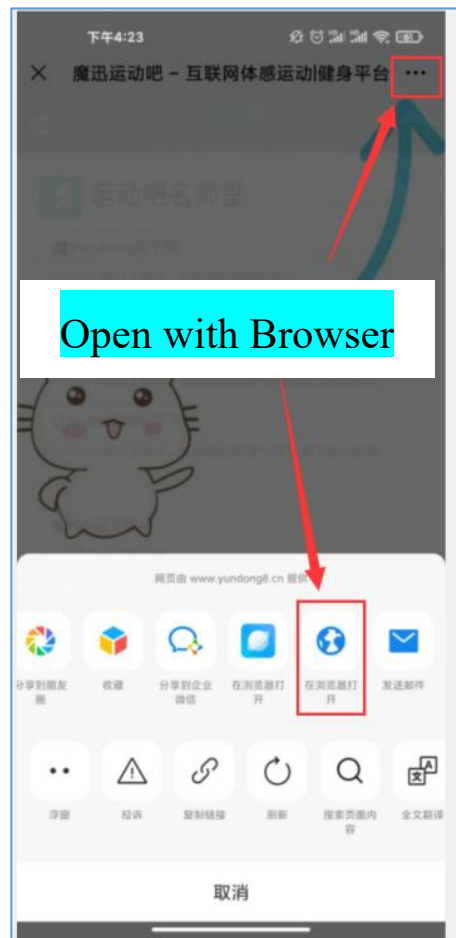 下午4:23
魔迅运动吧 - 互联网体感运动|健身平台
运动吧名师堂
Open with Browser
网页由 www.yundong8.cn 提供
分享到朋友
圈
收藏
分享到企业
微信
在浏览器打
开
在浏览器打
开
发送邮件
浮窗
投诉
复制链接
刷新
搜索页面内
容
全文翻译
取消